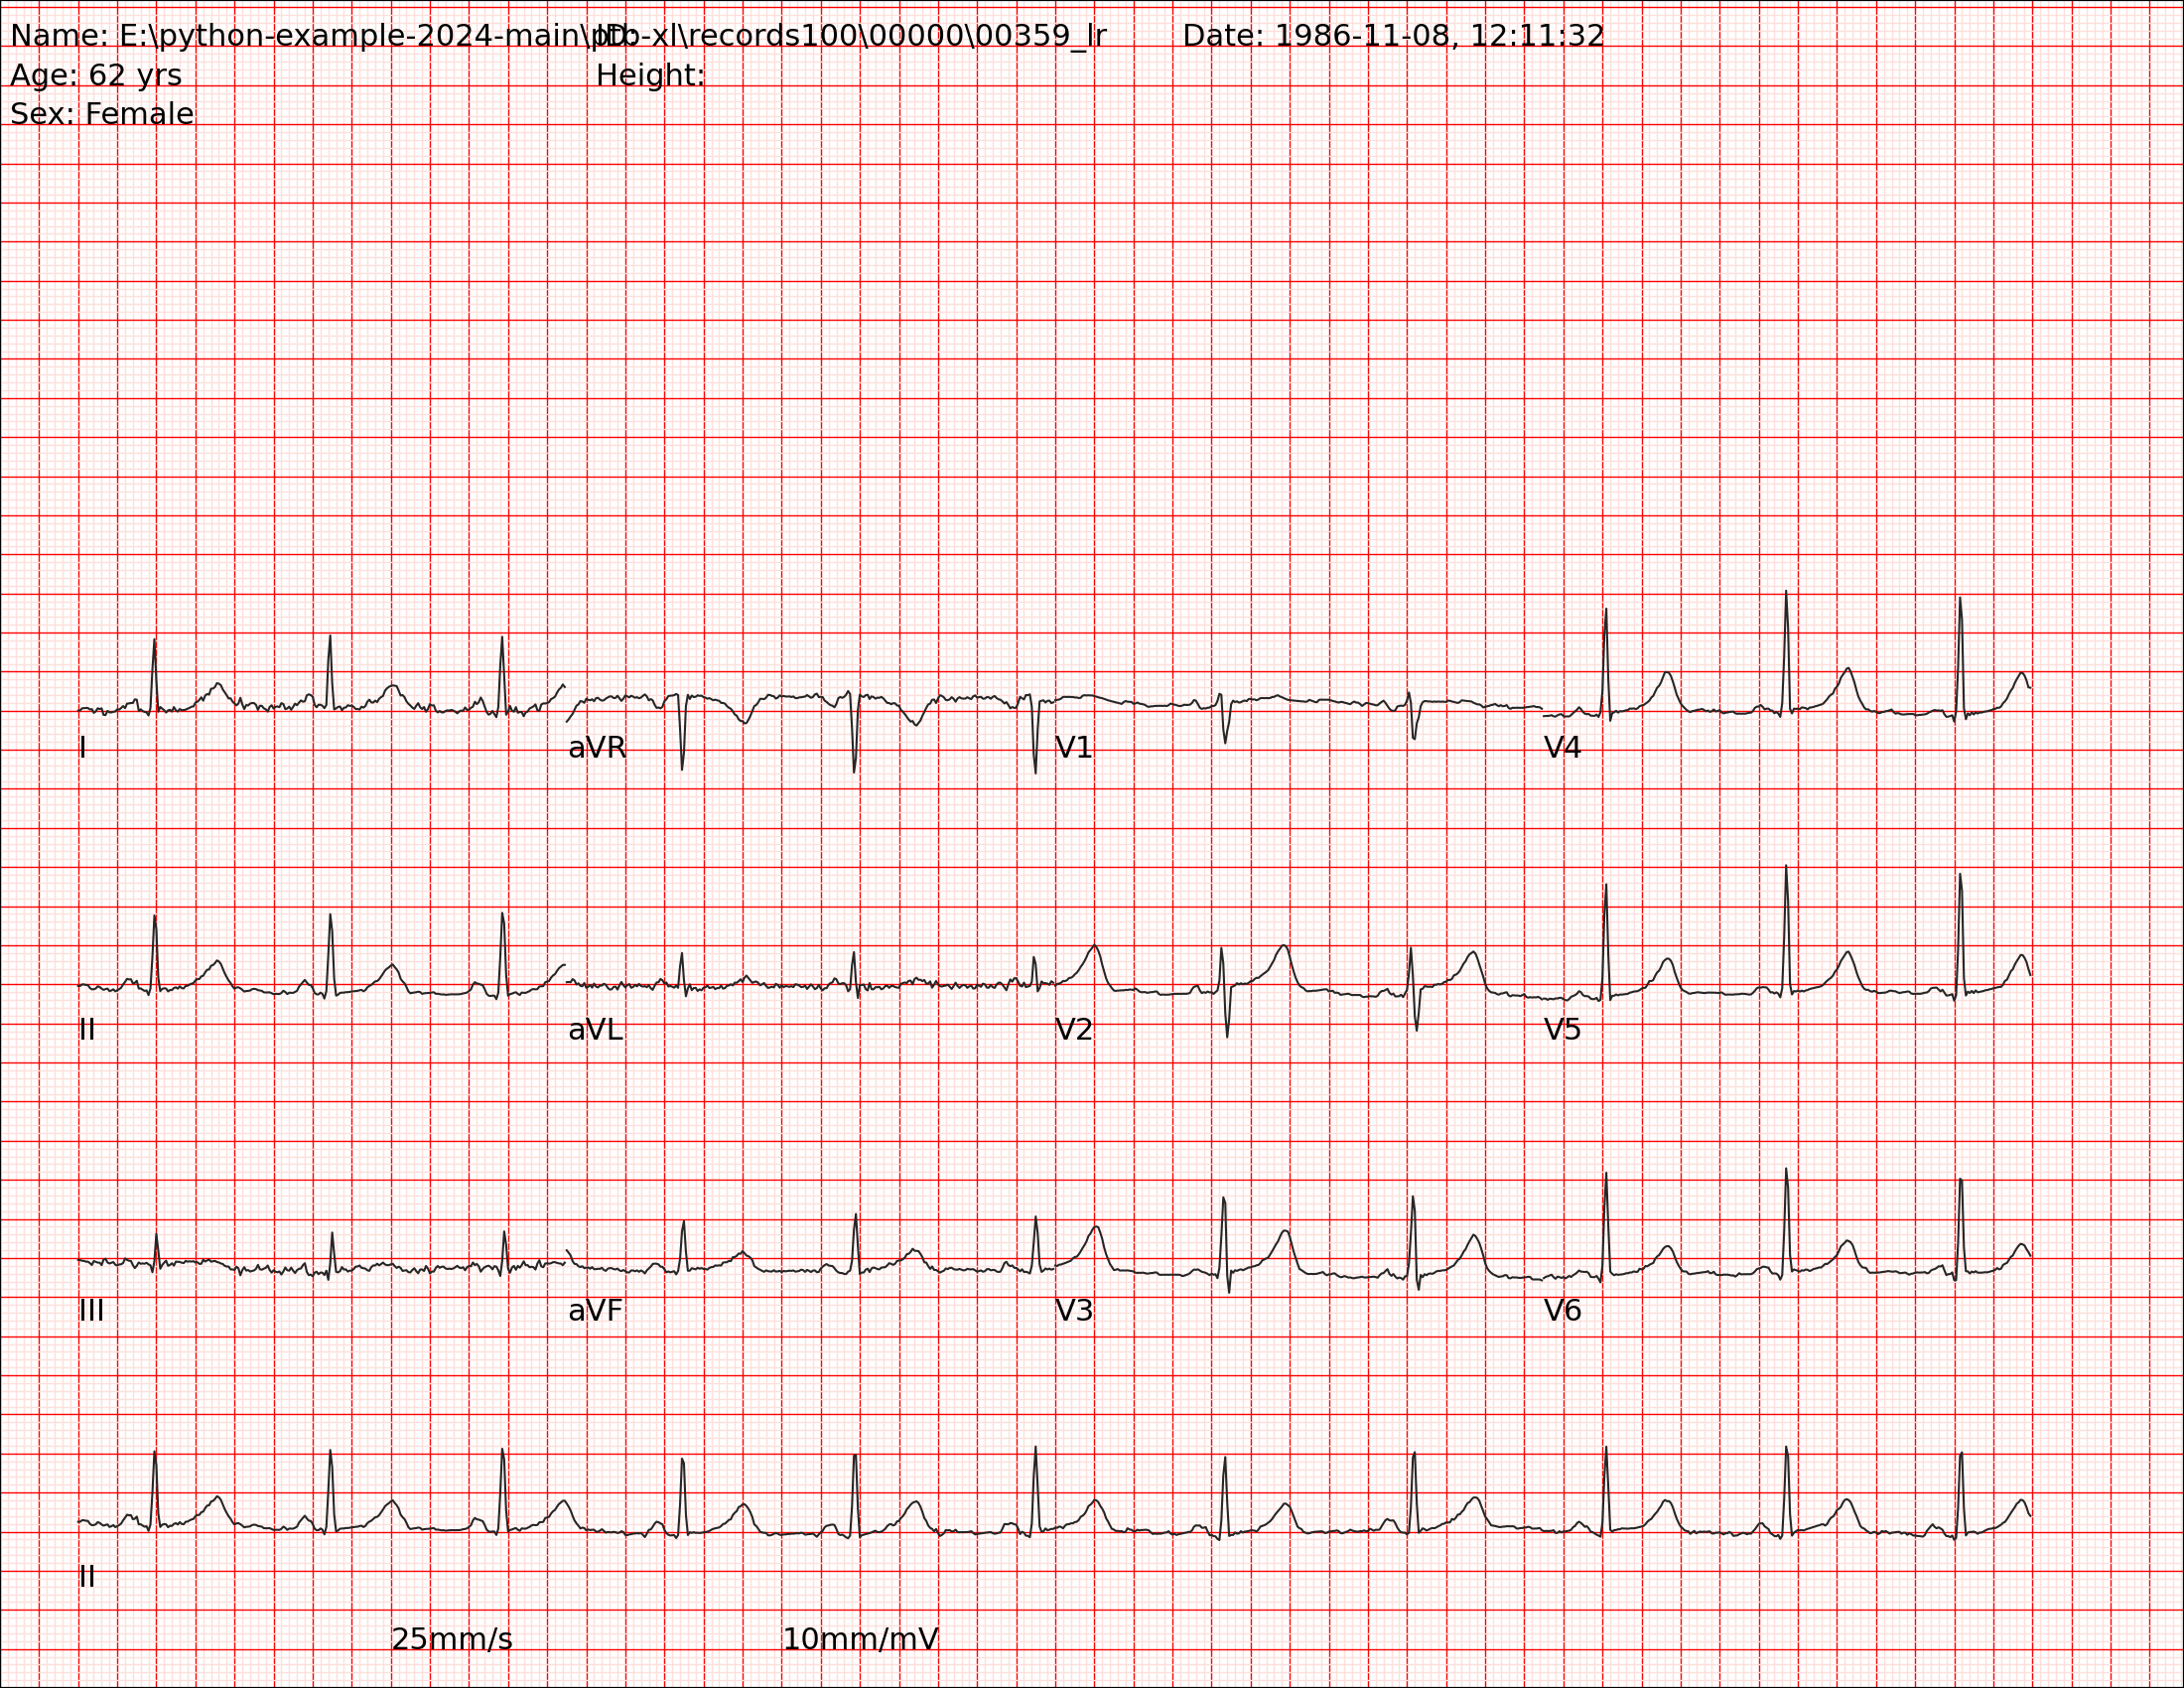 Name: E:\python-example-2024-main\ptb-xl\records100\00000\00359_lr ID: Date: 1986-11-08, 12:11:32
Age: 62 yrs Height:
Sex: Female
I aVR V1 V4
II aVL V2 V5
III aVF V3 V6
II
25mm/s 10mm/mV